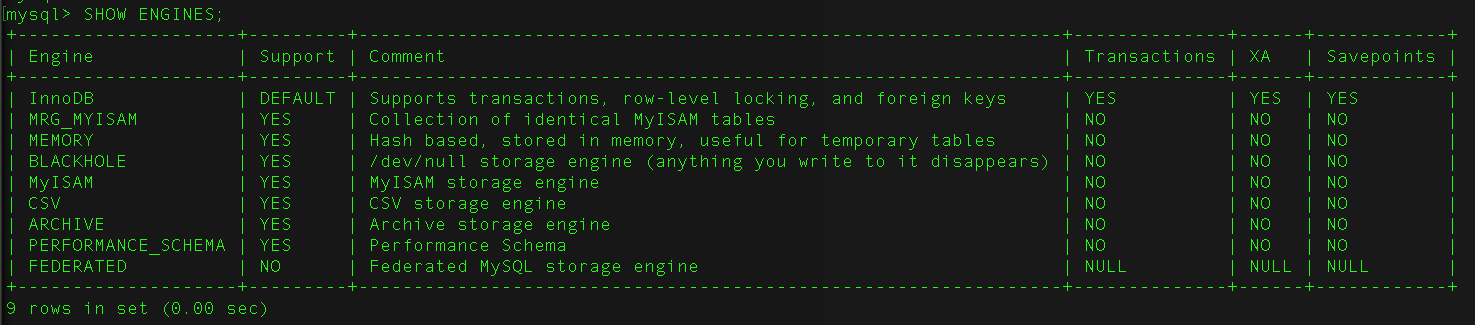 [mysql> SHOW ENGINES;
+--------------------+---------+----------------------------------------------------------------+--------------+------+------------+
| Engine             | Support | Comment                                                        | Transactions | XA   | Savepoints |
+--------------------+---------+----------------------------------------------------------------+--------------+------+------------+
| InnoDB             | DEFAULT | Supports transactions, row-level locking, and foreign keys     | YES          | YES  | YES        |
| MRG_MYISAM         | YES     | Collection of identical MyISAM tables                          | NO           | NO   | NO         |
| MEMORY             | YES     | Hash based, stored in memory, useful for temporary tables      | NO           | NO   | NO         |
| BLACKHOLE          | YES     | /dev/null storage engine (anything you write to it disappears) | NO           | NO   | NO         |
| MyISAM             | YES     | MyISAM storage engine                                          | NO           | NO   | NO         |
| CSV                | YES     | CSV storage engine                                             | NO           | NO   | NO         |
| ARCHIVE            | YES     | Archive storage engine                                         | NO           | NO   | NO         |
| PERFORMANCE_SCHEMA | YES     | Performance Schema                                             | NO           | NO   | NO         |
| FEDERATED          | NO      | Federated MySQL storage engine                                 | NULL         | NULL | NULL       |
+--------------------+---------+----------------------------------------------------------------+--------------+------+------------+
9 rows in set (0.00 sec)